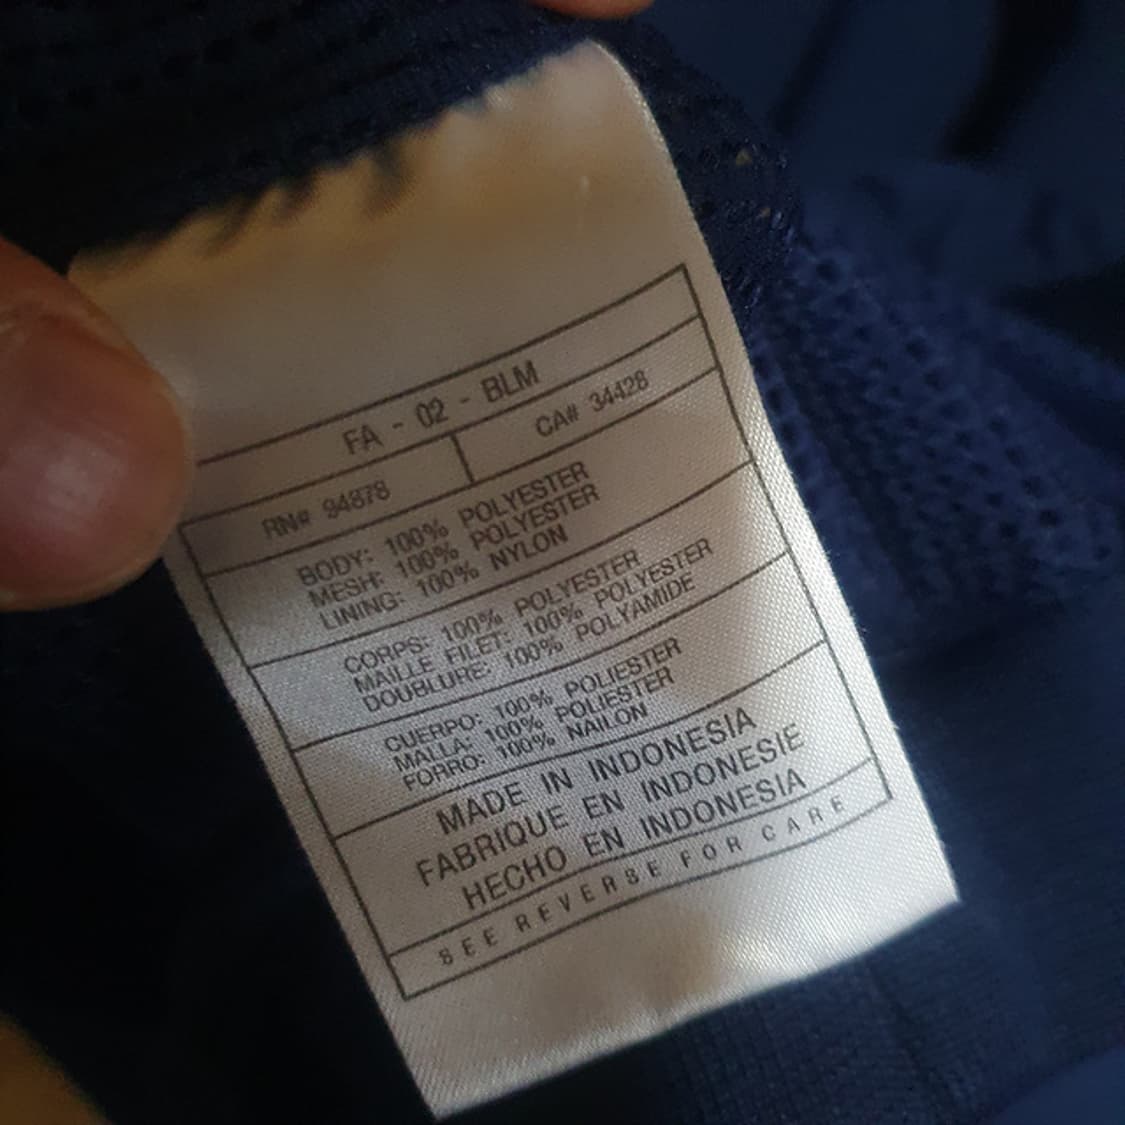 FA - 02 - BLM
RN# 94878 CA# 34428
BODY: 100% POLYESTER
MESH: 100% POLYESTER
LINING: 100% NYLON
CORPS: 100% POLYESTER
MAILLE FILET: 100% POLYESTER
DOUBLURE: 100% POLYAMIDE
CUERPO: 100% POLIESTER
MALLA: 100% POLIESTER
FORRO: 100% NAILON
MADE IN INDONESIA
FABRIQUE EN INDONESIE
HECHO EN INDONESIA
SEE REVERSE FOR CARE